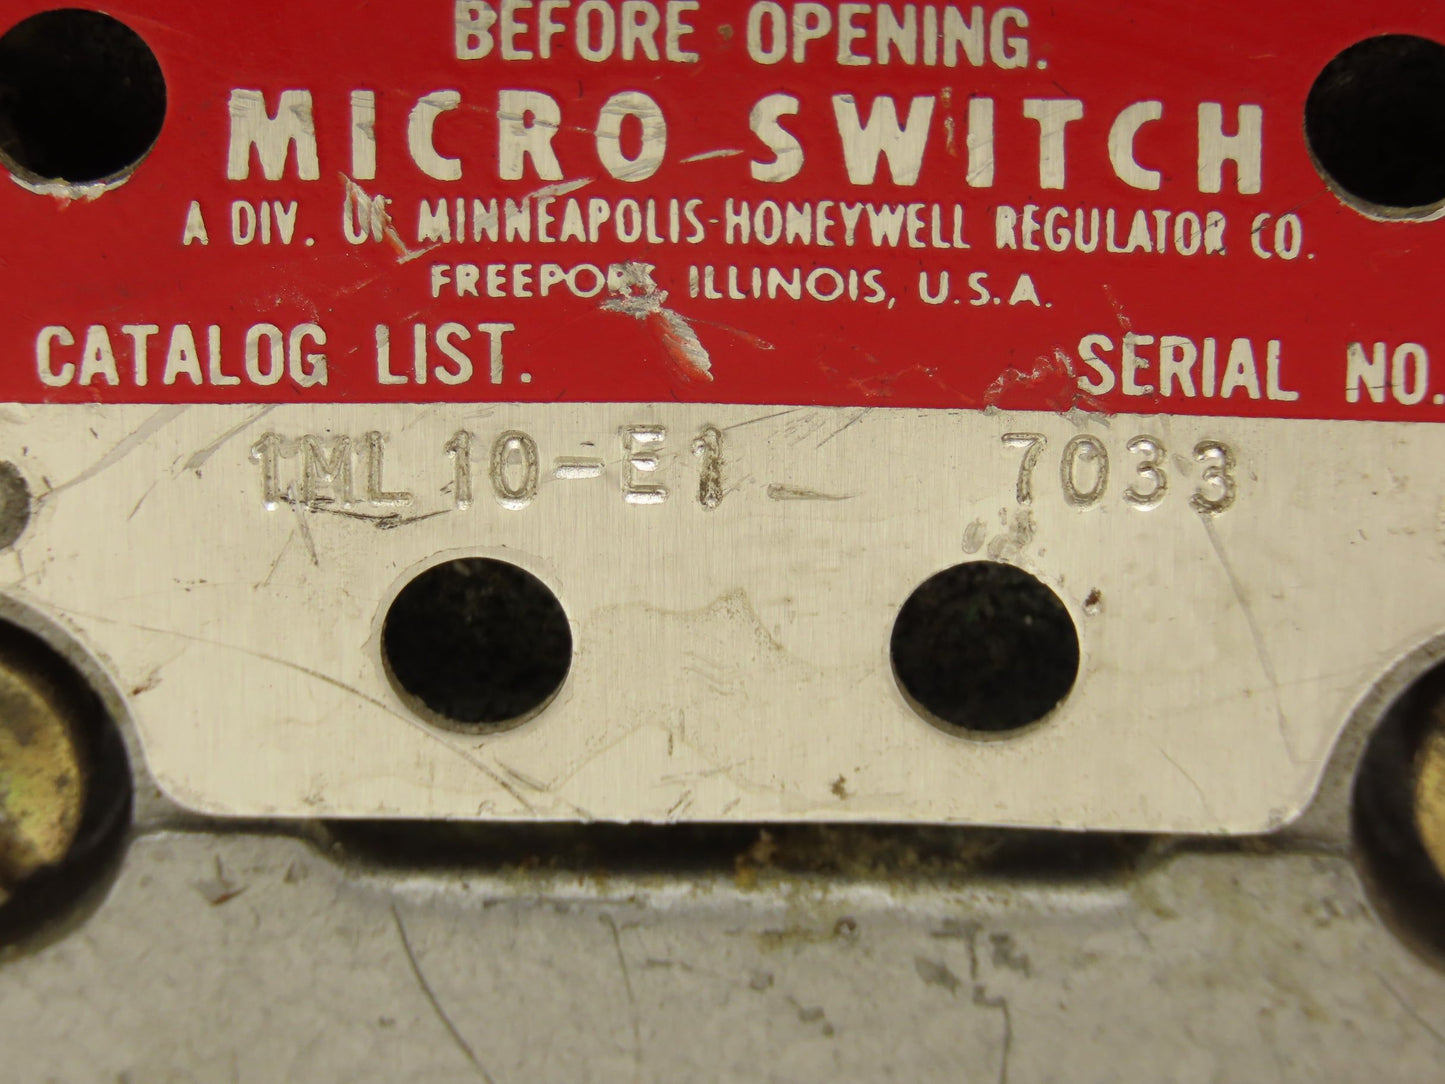 BEFORE OPENING.
MICRO SWITCH
A DIV. OF MINNEAPOLIS-HONEYWELL REGULATOR CO.
FREEPORT, ILLINOIS, U.S.A.
CATALOG LIST. SERIAL NO.
1ML10-E1 7033